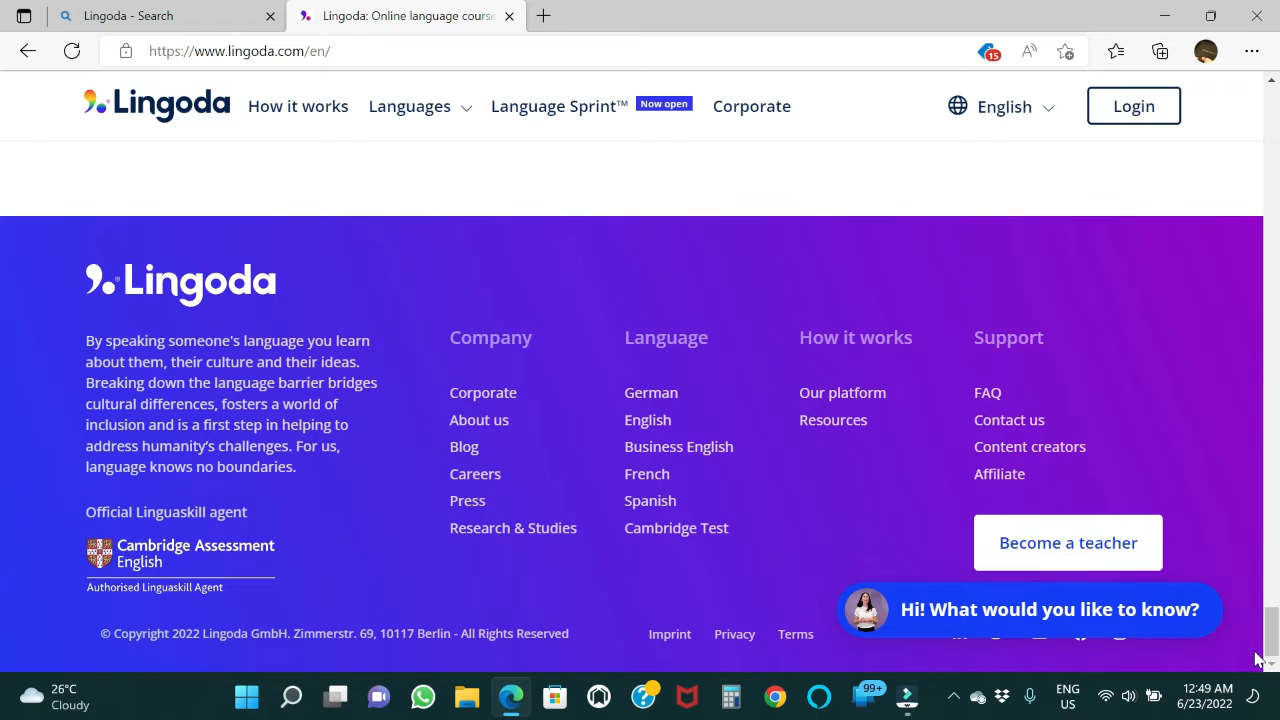 Lingoda - Search
Lingoda: Online language course
https://www.lingoda.com/en/
15
Lingoda
How it works
Languages
Language Sprint™
Now open
Corporate
English
Login
Lingoda
By speaking someone's language you learn
about them, their culture and their ideas.
Breaking down the language barrier bridges
cultural differences, fosters a world of
inclusion and is a first step in helping to
address humanity's challenges. For us,
language knows no boundaries.
Official Linguaskill agent
Cambridge Assessment
English
Authorised Linguaskill Agent
Company
Corporate
About us
Blog
Careers
Press
Research & Studies
Language
German
English
Business English
French
Spanish
Cambridge Test
How it works
Our platform
Resources
Support
FAQ
Contact us
Content creators
Affiliate
Become a teacher
Hi! What would you like to know?
© Copyright 2022 Lingoda GmbH. Zimmerstr. 69, 10117 Berlin - All Rights Reserved
Imprint
Privacy
Terms
26°C
Cloudy
99+
ENG
US
12:49 AM
6/23/2022